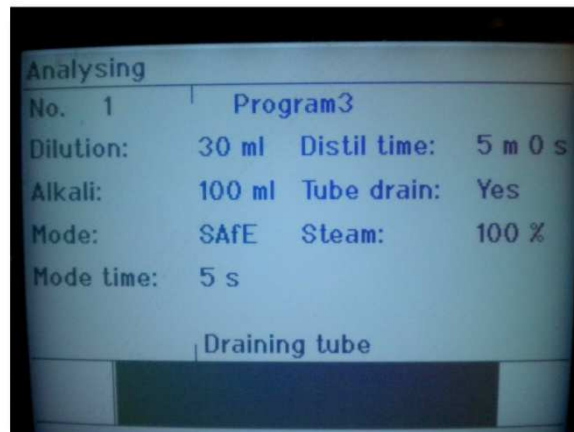 Analysing
No. 1 Program3
Dilution: 30 ml Distil time: 5 m 0 s
Alkali: 100 ml Tube drain: Yes
Mode: SAfE Steam: 100 %
Mode time: 5 s
Draining tube